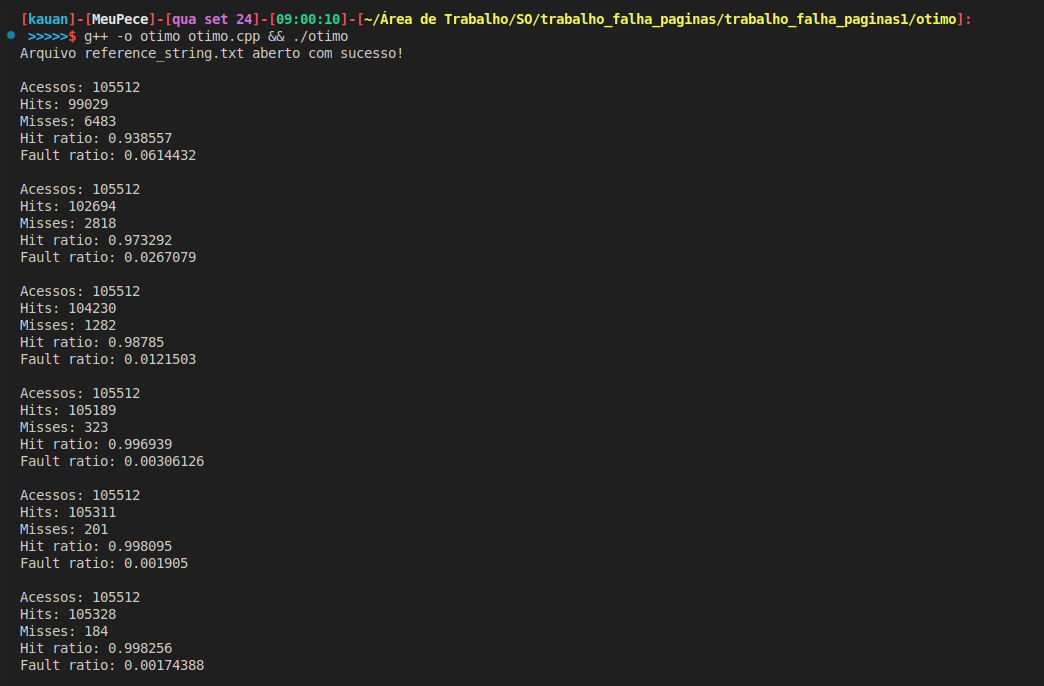 [kauan]-[MeuPece]-[qua set 24]-[09:00:10]-[~/Área de Trabalho/SO/trabalho_falha_paginas/trabalho_falha_paginas1/otimo]:
>>>>>$ g++ -o otimo otimo.cpp && ./otimo
Arquivo reference_string.txt aberto com sucesso!

Acessos: 105512
Hits: 99029
Misses: 6483
Hit ratio: 0.938557
Fault ratio: 0.0614432

Acessos: 105512
Hits: 102694
Misses: 2818
Hit ratio: 0.973292
Fault ratio: 0.0267079

Acessos: 105512
Hits: 104230
Misses: 1282
Hit ratio: 0.98785
Fault ratio: 0.0121503

Acessos: 105512
Hits: 105189
Misses: 323
Hit ratio: 0.996939
Fault ratio: 0.00306126

Acessos: 105512
Hits: 105311
Misses: 201
Hit ratio: 0.998095
Fault ratio: 0.001905

Acessos: 105512
Hits: 105328
Misses: 184
Hit ratio: 0.998256
Fault ratio: 0.00174388